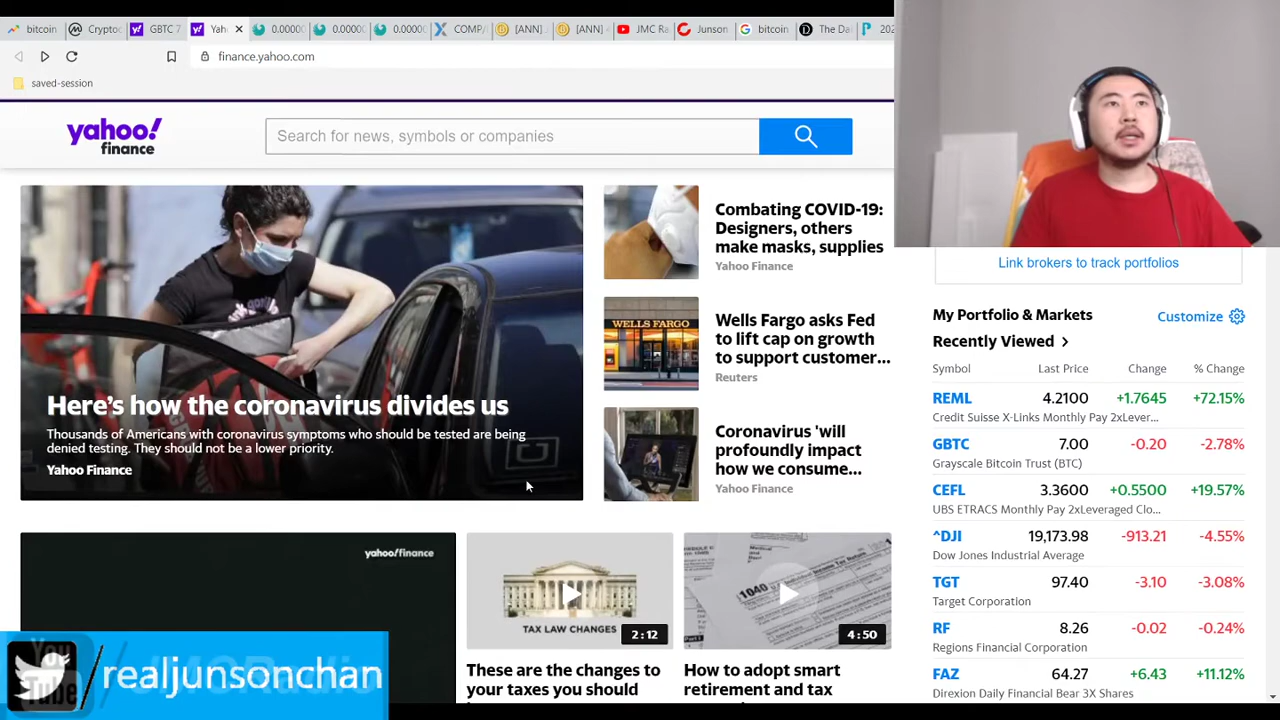 bitcoin
Crypto
GBTC 7
Yah
0.0000
0.0000
0.0000
COMP/
[ANN]
[ANN]
JMC Ra
Junson
bitcoin
The Da
202
finance.yahoo.com
saved-session
yahoo!
finance
Search for news, symbols or companies
Here's how the coronavirus divides us
Thousands of Americans with coronavirus symptoms who should be tested are being
denied testing. They should not be a lower priority.
Yahoo Finance
Combating COVID-19:
Designers, others
make masks, supplies
Yahoo Finance
WELLS FARGO
Wells Fargo asks Fed
to lift cap on growth
to support customer...
Reuters
Coronavirus 'will
profoundly impact
how we consume...
Yahoo Finance
Link brokers to track portfolios
My Portfolio & Markets
Customize
Recently Viewed >
Symbol Last Price Change % Change
REML 4.2100 +1.7645 +72.15%
Credit Suisse X-Links Monthly Pay 2xLever...
GBTC 7.00 -0.20 -2.78%
Grayscale Bitcoin Trust (BTC)
CEFL 3.3600 +0.5500 +19.57%
UBS ETRACS Monthly Pay 2xLeveraged Clo...
^DJI 19,173.98 -913.21 -4.55%
Dow Jones Industrial Average
TGT 97.40 -3.10 -3.08%
Target Corporation
RF 8.26 -0.02 -0.24%
Regions Financial Corporation
FAZ 64.27 +6.43 +11.12%
Direxion Daily Financial Bear 3X Shares
yahoo!finance
TAX LAW CHANGES
2:12
These are the changes to
your taxes you should
1040
4:50
How to adopt smart
retirement and tax
You
Tube
/realjunsonchan